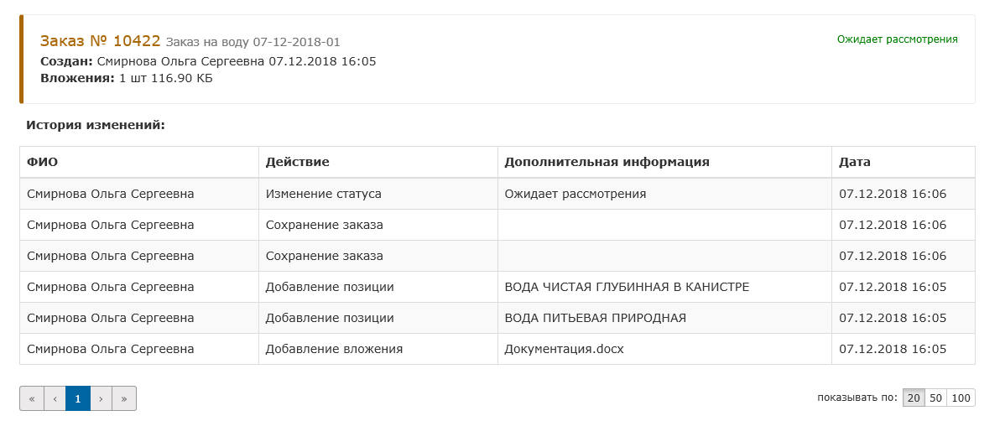 Заказ № 10422 Заказ на воду 07-12-2018-01 Ожидает рассмотрения
Создан: Смирнова Ольга Сергеевна 07.12.2018 16:05
Вложения: 1 шт 116.90 КБ
История изменений:
ФИО Действие Дополнительная информация Дата
Смирнова Ольга Сергеевна Изменение статуса Ожидает рассмотрения 07.12.2018 16:06
Смирнова Ольга Сергеевна Сохранение заказа 07.12.2018 16:06
Смирнова Ольга Сергеевна Сохранение заказа 07.12.2018 16:06
Смирнова Ольга Сергеевна Добавление позиции ВОДА ЧИСТАЯ ГЛУБИННАЯ В КАНИСТРЕ 07.12.2018 16:05
Смирнова Ольга Сергеевна Добавление позиции ВОДА ПИТЬЕВАЯ ПРИРОДНАЯ 07.12.2018 16:05
Смирнова Ольга Сергеевна Добавление вложения Документация.docx 07.12.2018 16:05
« ‹ 1 › » показывать по: 20 50 100